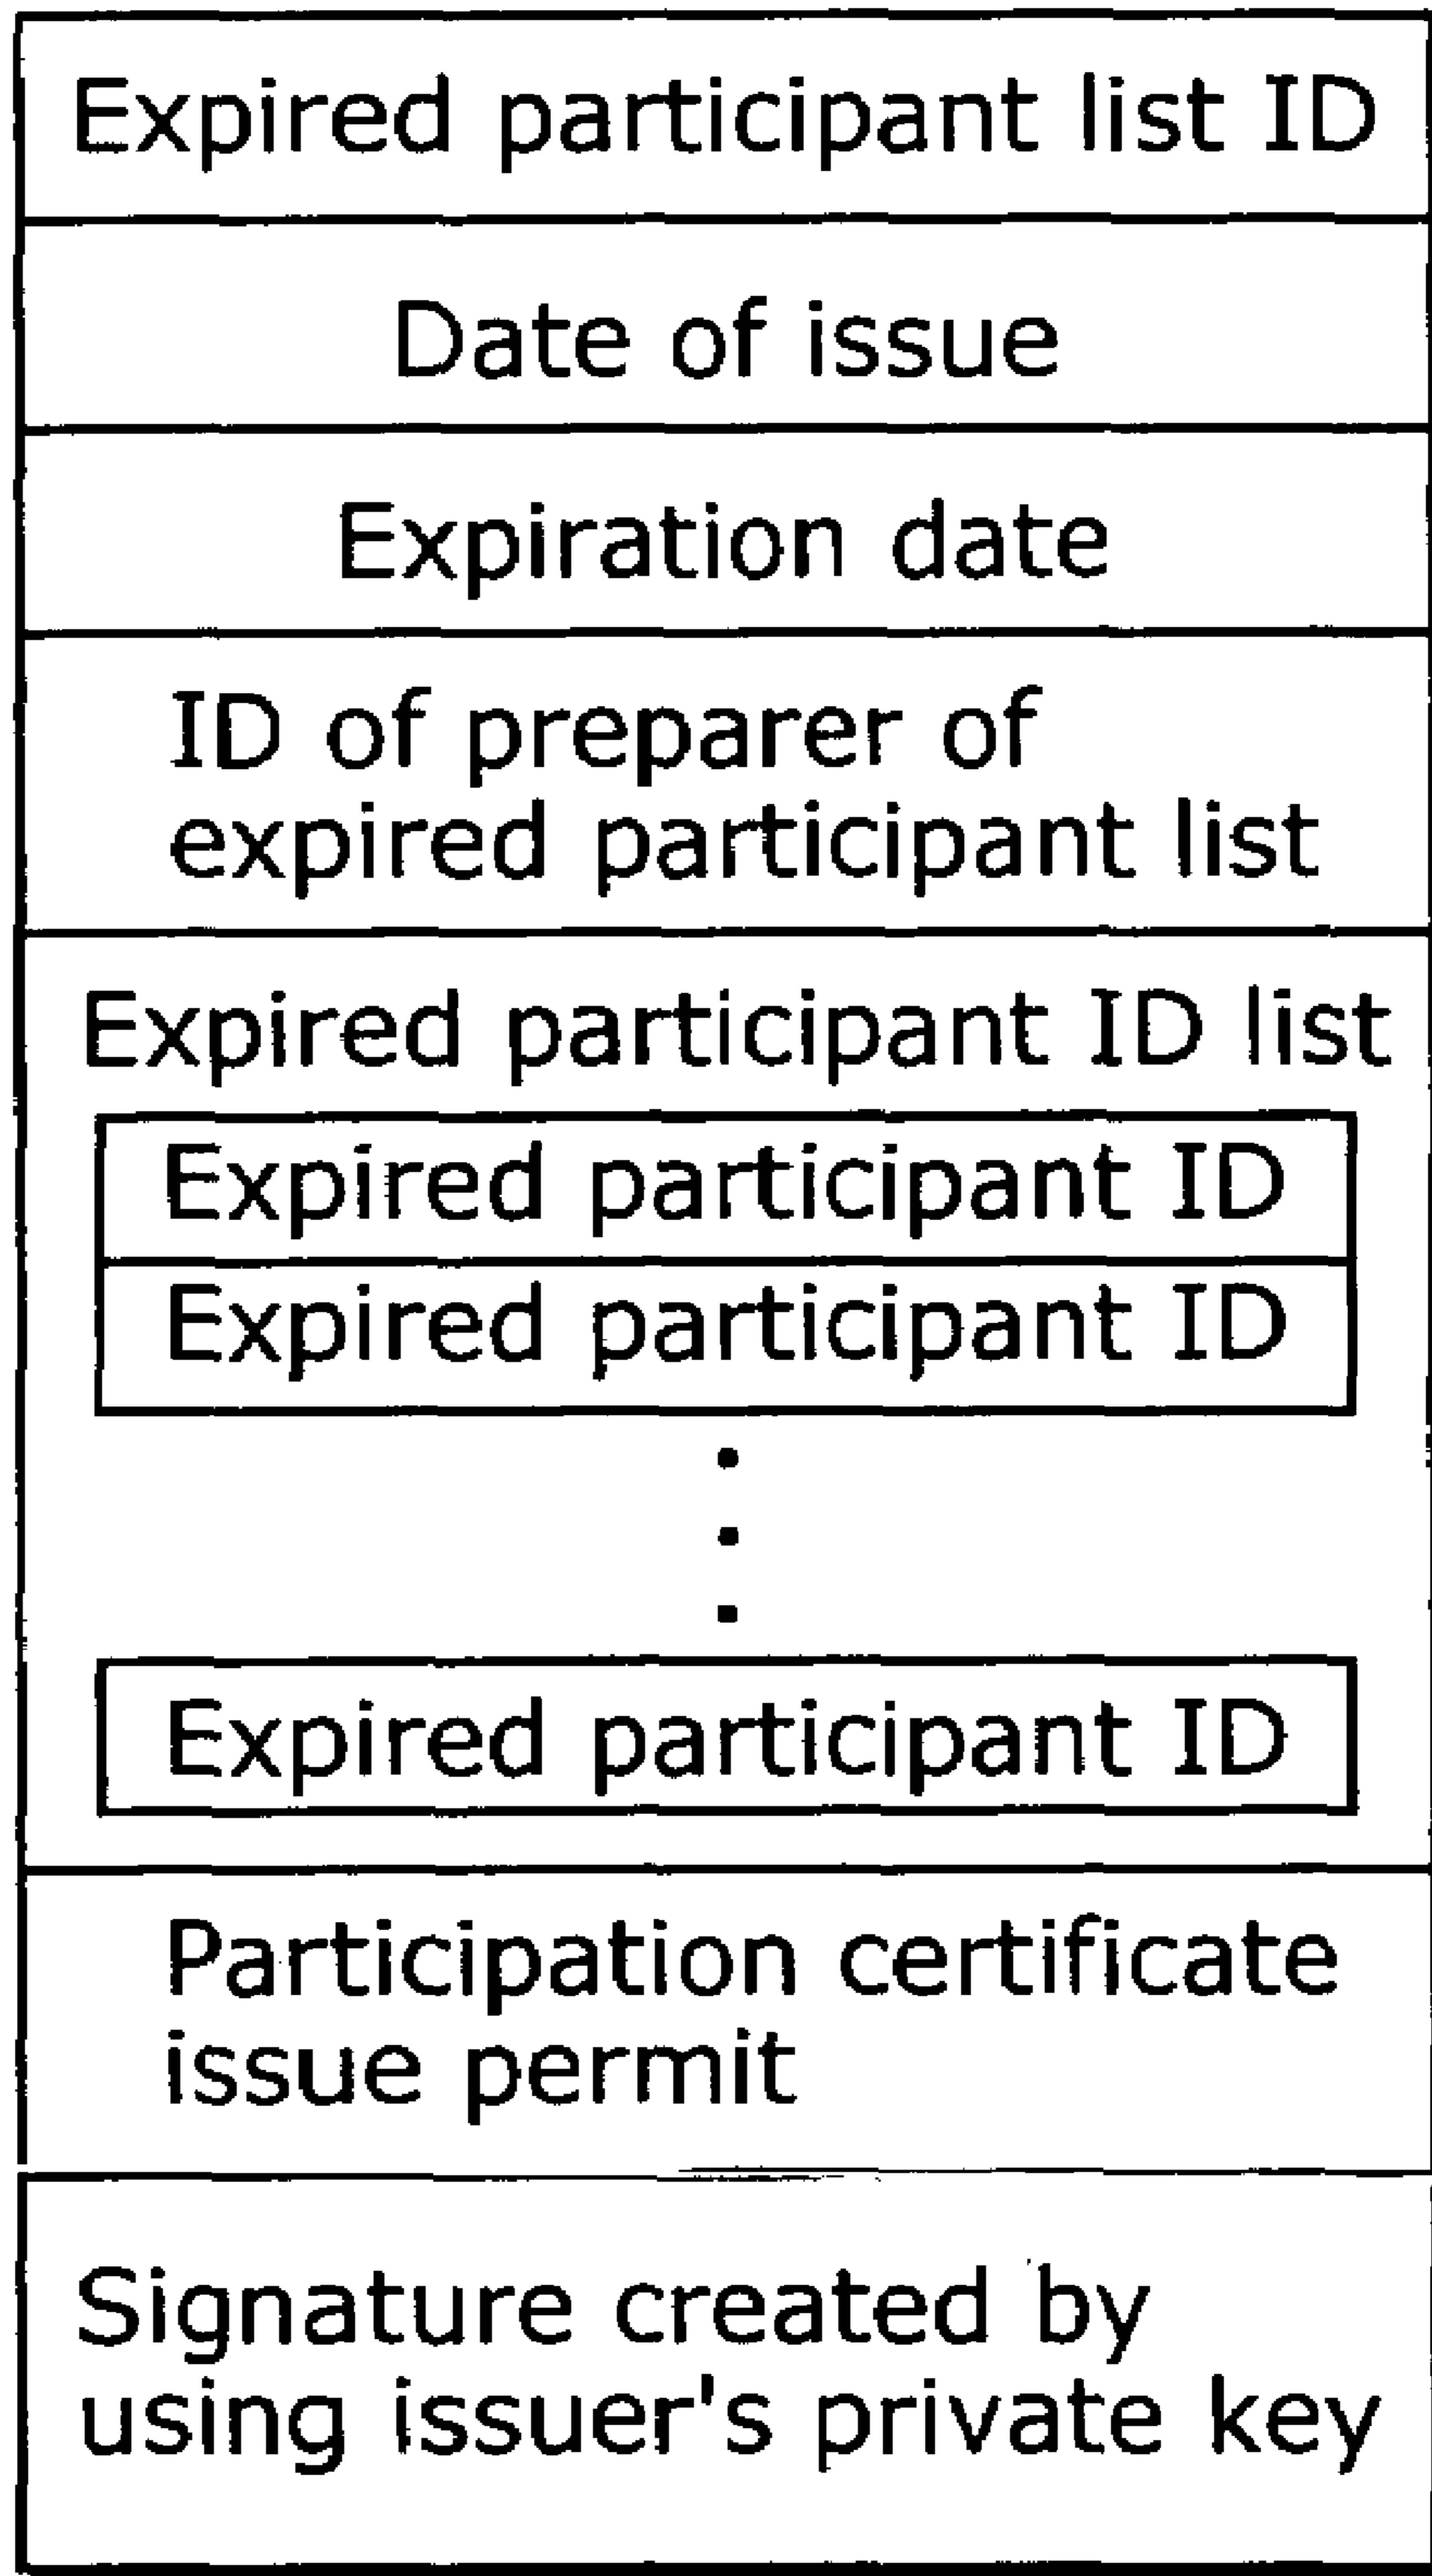 Expired participant list ID
Date of issue
Expiration date
ID of preparer of
expired participant list
Expired participant ID list
Expired participant ID
Expired participant ID
Expired participant ID
Participation certificate
issue permit
Signature created by
using issuer's private key